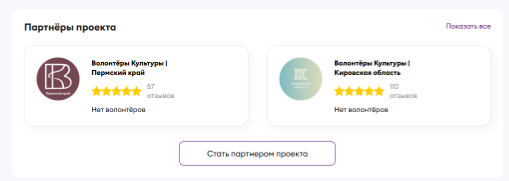 Партнёры проекта
Показать все
Волонтёры Культуры |
Пермский край
57
отзывов
Нет волонтёров
Волонтёры Культуры |
Кировская область
110
отзывов
Нет волонтёров
Стать партнером проекта